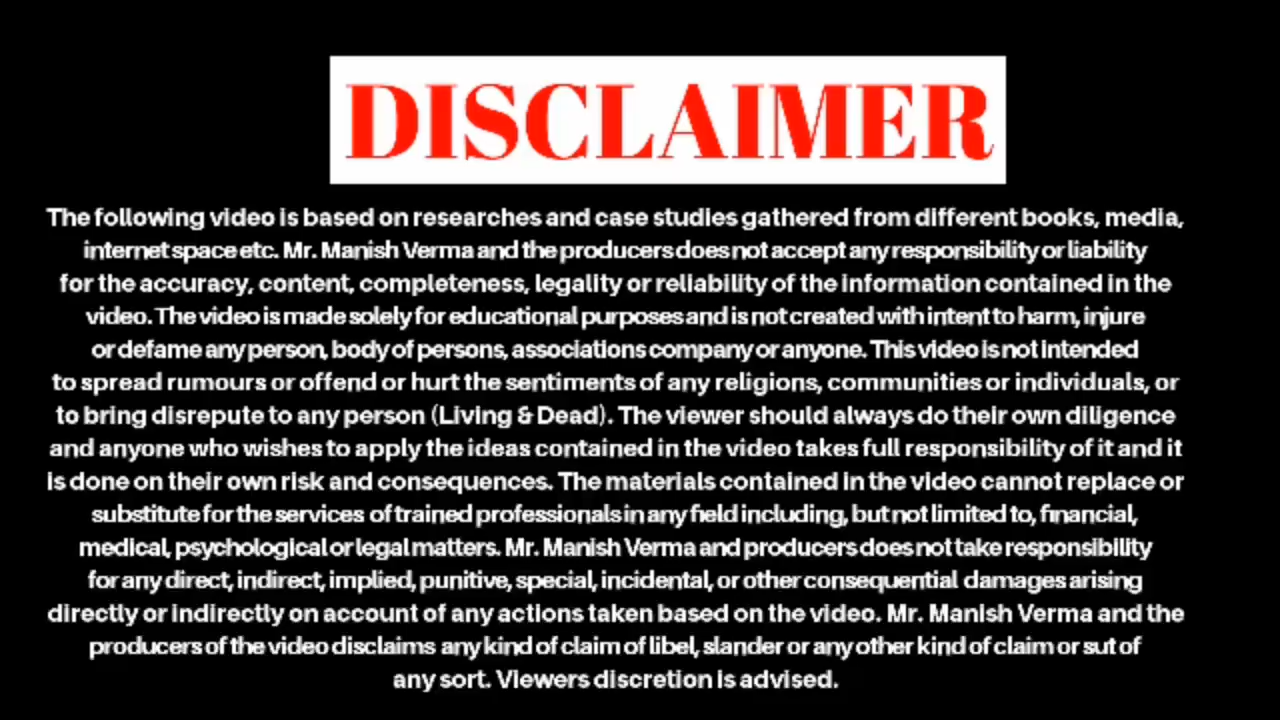 DISCLAIMER
The following video is based on researches and case studies gathered from different books, media,
internet space etc. Mr. Manish Verma and the producers does not accept any responsibility or liability
for the accuracy, content, completeness, legality or reliability of the information contained in the
video. The video is made solely for educational purposes and is not created with intent to harm, injure
or defame any person, body of persons, associations company or anyone. This video is not intended
to spread rumours or offend or hurt the sentiments of any religions, communities or individuals, or
to bring disrepute to any person (Living & Dead). The viewer should always do their own diligence
and anyone who wishes to apply the ideas contained in the video takes full responsibility of it and it
is done on their own risk and consequences. The materials contained in the video cannot replace or
substitute for the services of trained professionals in any field including, but not limited to, financial,
medical, psychological or legal matters. Mr. Manish Verma and producers does not take responsibility
for any direct, indirect, implied, punitive, special, incidental, or other consequential damages arising
directly or indirectly on account of any actions taken based on the video. Mr. Manish Verma and the
producers of the video disclaims any kind of claim of libel, slander or any other kind of claim or sut of
any sort. Viewers discretion is advised.